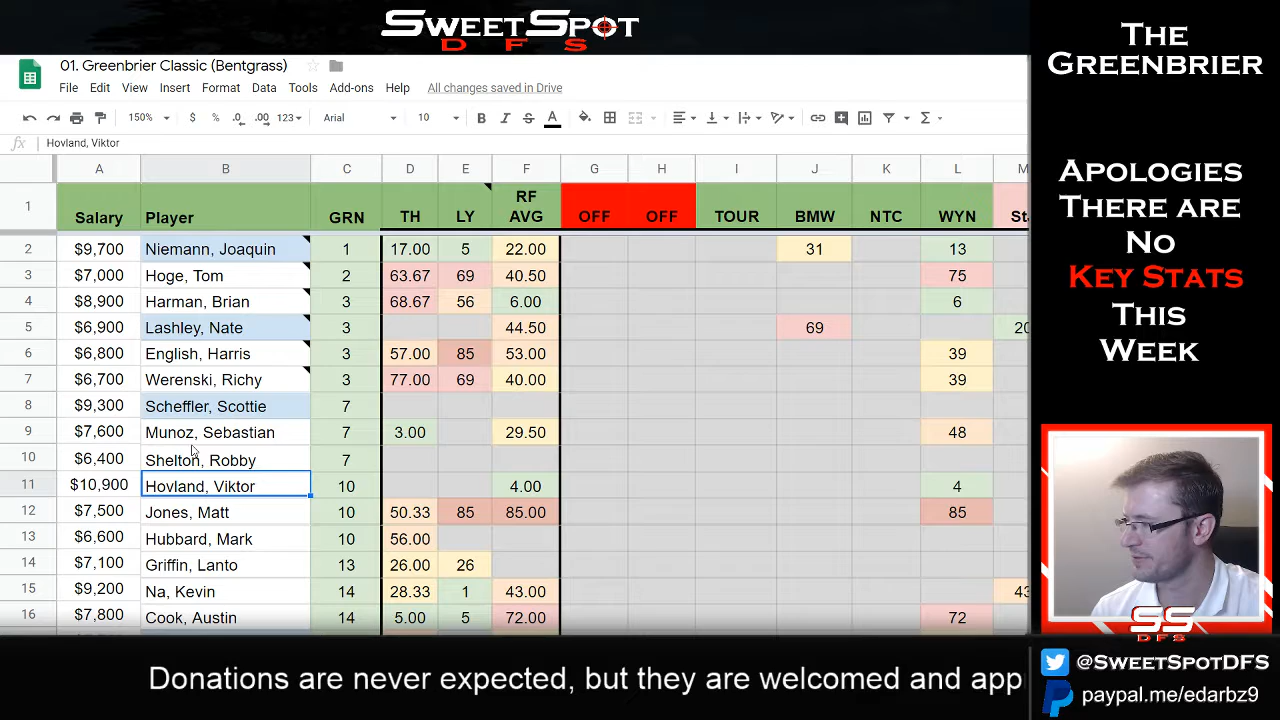 SWEETSPOT
DFS
01. Greenbrier Classic (Bentgrass)
File Edit View Insert Format Data Tools Add-ons Help All changes saved in Drive
150% $ % .0 .00 123 Arial 10 B I S A
fx Hovland, Viktor
A B C D E F G H I J K L M
1 Salary Player GRN TH LY RF AVG OFF OFF TOUR BMW NTC WYN
2 $9,700 Niemann, Joaquin 1 17.00 5 22.00 31 13
3 $7,000 Hoge, Tom 2 63.67 69 40.50 75
4 $8,900 Harman, Brian 3 68.67 56 6.00 6
5 $6,900 Lashley, Nate 3 44.50 69 20
6 $6,800 English, Harris 3 57.00 85 53.00 39
7 $6,700 Werenski, Richy 3 77.00 69 40.00 39
8 $9,300 Scheffler, Scottie 7
9 $7,600 Munoz, Sebastian 7 3.00 29.50 48
10 $6,400 Shelton, Robby 7
11 $10,900 Hovland, Viktor 10 4.00 4
12 $7,500 Jones, Matt 10 50.33 85 85.00 85
13 $6,600 Hubbard, Mark 10 56.00
14 $7,100 Griffin, Lanto 13 26.00 26
15 $9,200 Na, Kevin 14 28.33 1 43.00 43
16 $7,800 Cook, Austin 14 5.00 5 72.00 72
THE
GREENBRIER
APOLOGIES
THERE ARE
NO
KEY STATS
THIS
WEEK
SS
DFS
Donations are never expected, but they are welcomed and app
@SWEETSPOTDFS
paypal.me/edarbz9